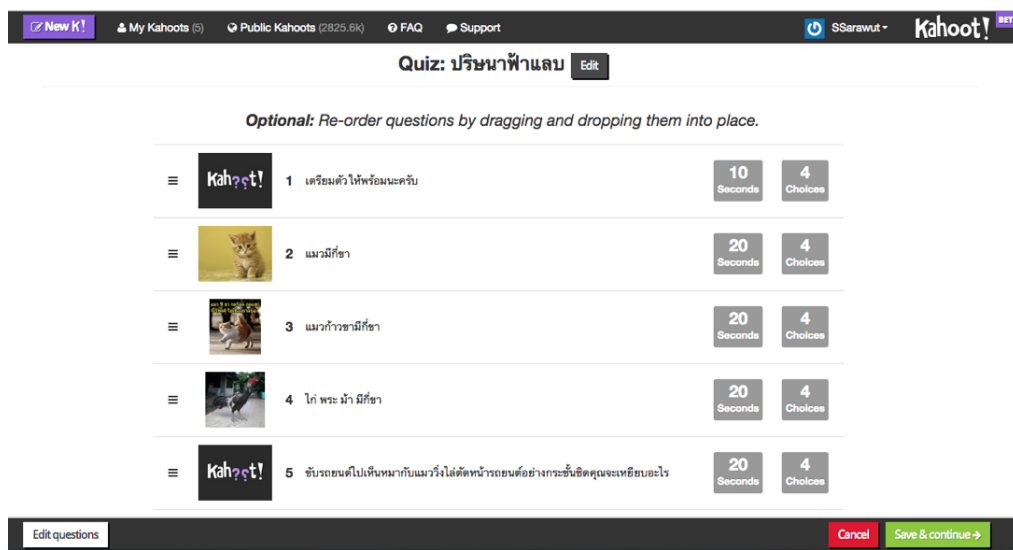 New K!
My Kahoots (5)
Public Kahoots (2825.6k)
FAQ
Support
SSarawut
Kahoot!
BET
Quiz: ปริษนาฟ้าแลบ
Edit
Optional: Re-order questions by dragging and dropping them into place.
Kah??t!
1 เตรียมตัวให้พร้อมนะครับ
10 Seconds
4 Choices
2 แมวมีกี่ขา
20 Seconds
4 Choices
3 แมวก้าวขามีกี่ขา
20 Seconds
4 Choices
4 ไก่ พระ ม้า มีกี่ขา
20 Seconds
4 Choices
Kah??t!
5 ขับรถยนต์ไปเห็นหมากับแมววิ่งไล่ตัดหน้ารถยนต์อย่างกระชั้นชิดคุณจะเหยียบอะไร
20 Seconds
4 Choices
Edit questions
Cancel
Save & continue